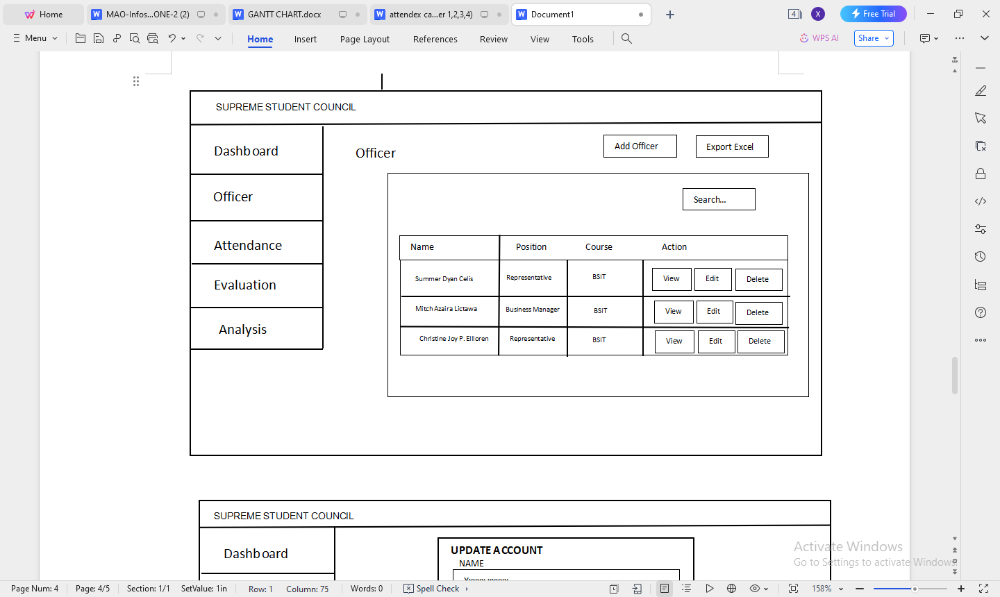 Home MAO-Infos...ONE-2 (2) GANTT CHART.docx attendex ca...er 1,2,3,4) Document1 4 X Free Trial
Menu Home Insert Page Layout References Review View Tools WPS AI Share
SUPREME STUDENT COUNCIL
Dashboard
Officer
Attendance
Evaluation
Analysis
Officer Add Officer Export Excel
Search...
Name Position Course Action
Summer Dyan Celis Representative BSIT View Edit Delete
Mitch Azaira Lictawa Business Manager BSIT View Edit Delete
Christine Joy P. Ellloren Representative BSIT View Edit Delete
SUPREME STUDENT COUNCIL
Dashboard
UPDATE ACCOUNT
NAME
Activate Windows
Go to Settings to activate Windows.
Page Num: 4 Page: 4/5 Section: 1/1 SetValue: 1in Row: 1 Column: 75 Words: 0 Spell Check 158%